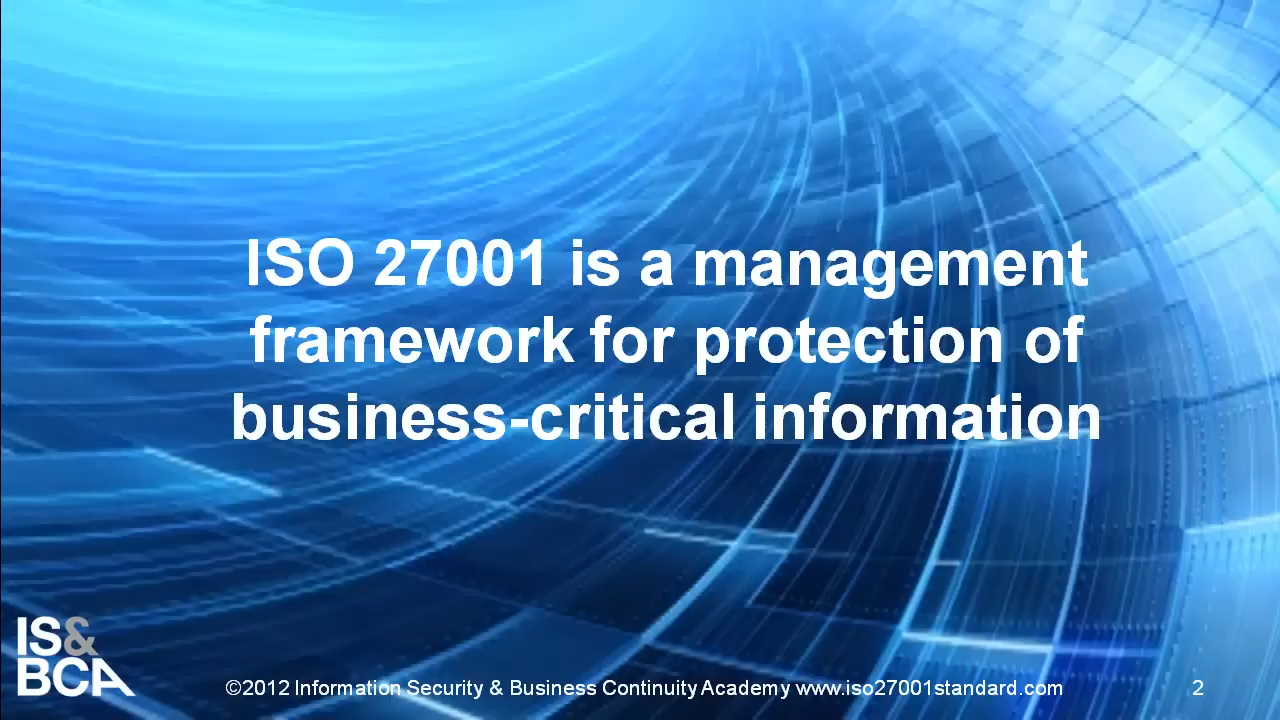 ISO 27001 is a management
framework for protection of
business-critical information
IS&
BCA
©2012 Information Security & Business Continuity Academy www.iso27001standard.com
2